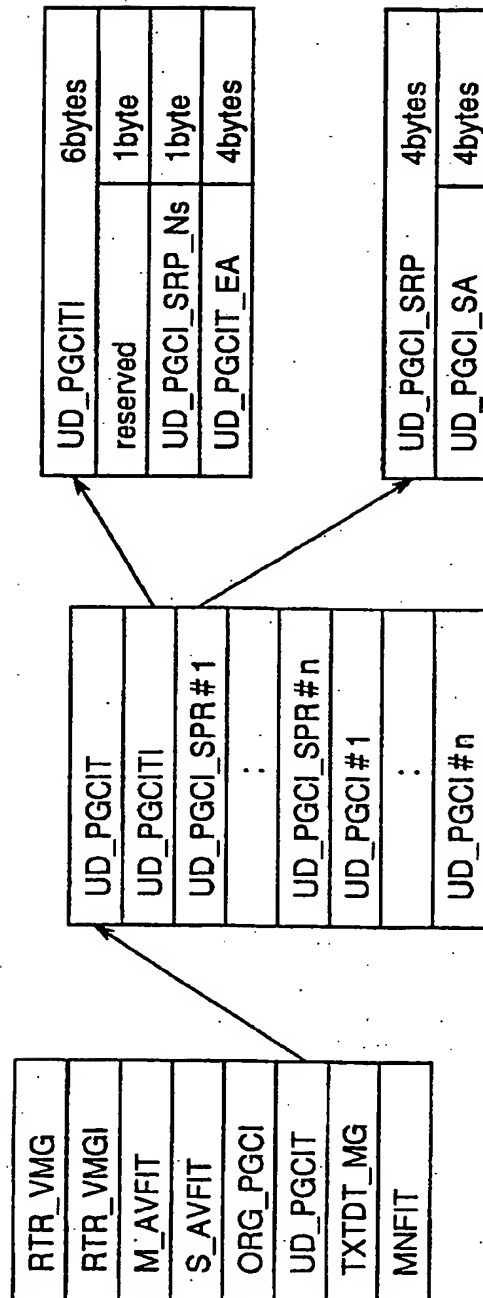 RTR_VMG
RTR_VMGI
M_AVFIT
S_AVFIT
ORG_PGCI
UD_PGCIT
TXTDT_MG
MNFIT
UD_PGCIT
UD_PGCITI
UD_PGCI_SPR#1
:
UD_PGCI_SPR#n
UD_PGCI#1
:
UD_PGCI#n
UD_PGCITI 6bytes
reserved 1byte
UD_PGCI_SRP_Ns 1byte
UD_PGCIT_EA 4bytes
UD_PGCI_SRP 4bytes
UD_PGCI_SA 4bytes